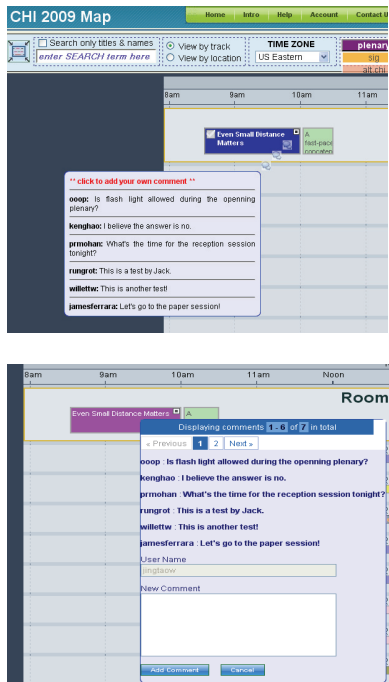 CHI 2009 Map
Home Intro Help Account Contact U
Search only titles & names
enter SEARCH term here
View by track
View by location
TIME ZONE
US Eastern
plenary
sig
alt.chi
8am 9am 10am 11am
Even Small Distance
Matters
A
fast-pace
concaten
** click to add your own comment **
ooop: Is flash light allowed during the openning
plenary?
kenghao: I believe the answer is no.
prmohan: What's the time for the reception session
tonight?
rungrot: This is a test by Jack.
willettw: This is another test!
jamesferrara: Let's go to the paper session!
8am 9am 10am 11am Noon
Room
Even Small Distance Matters
A
Displaying comments 1 - 6 of 7 in total
« Previous 1 2 Next »
ooop : Is flash light allowed during the openning plenary?
kenghao : I believe the answer is no.
prmohan : What's the time for the reception session tonight?
rungrot : This is a test by Jack.
willettw : This is another test!
jamesferrara : Let's go to the paper session!
User Name
jingtaow
New Comment
Add Comment Cancel